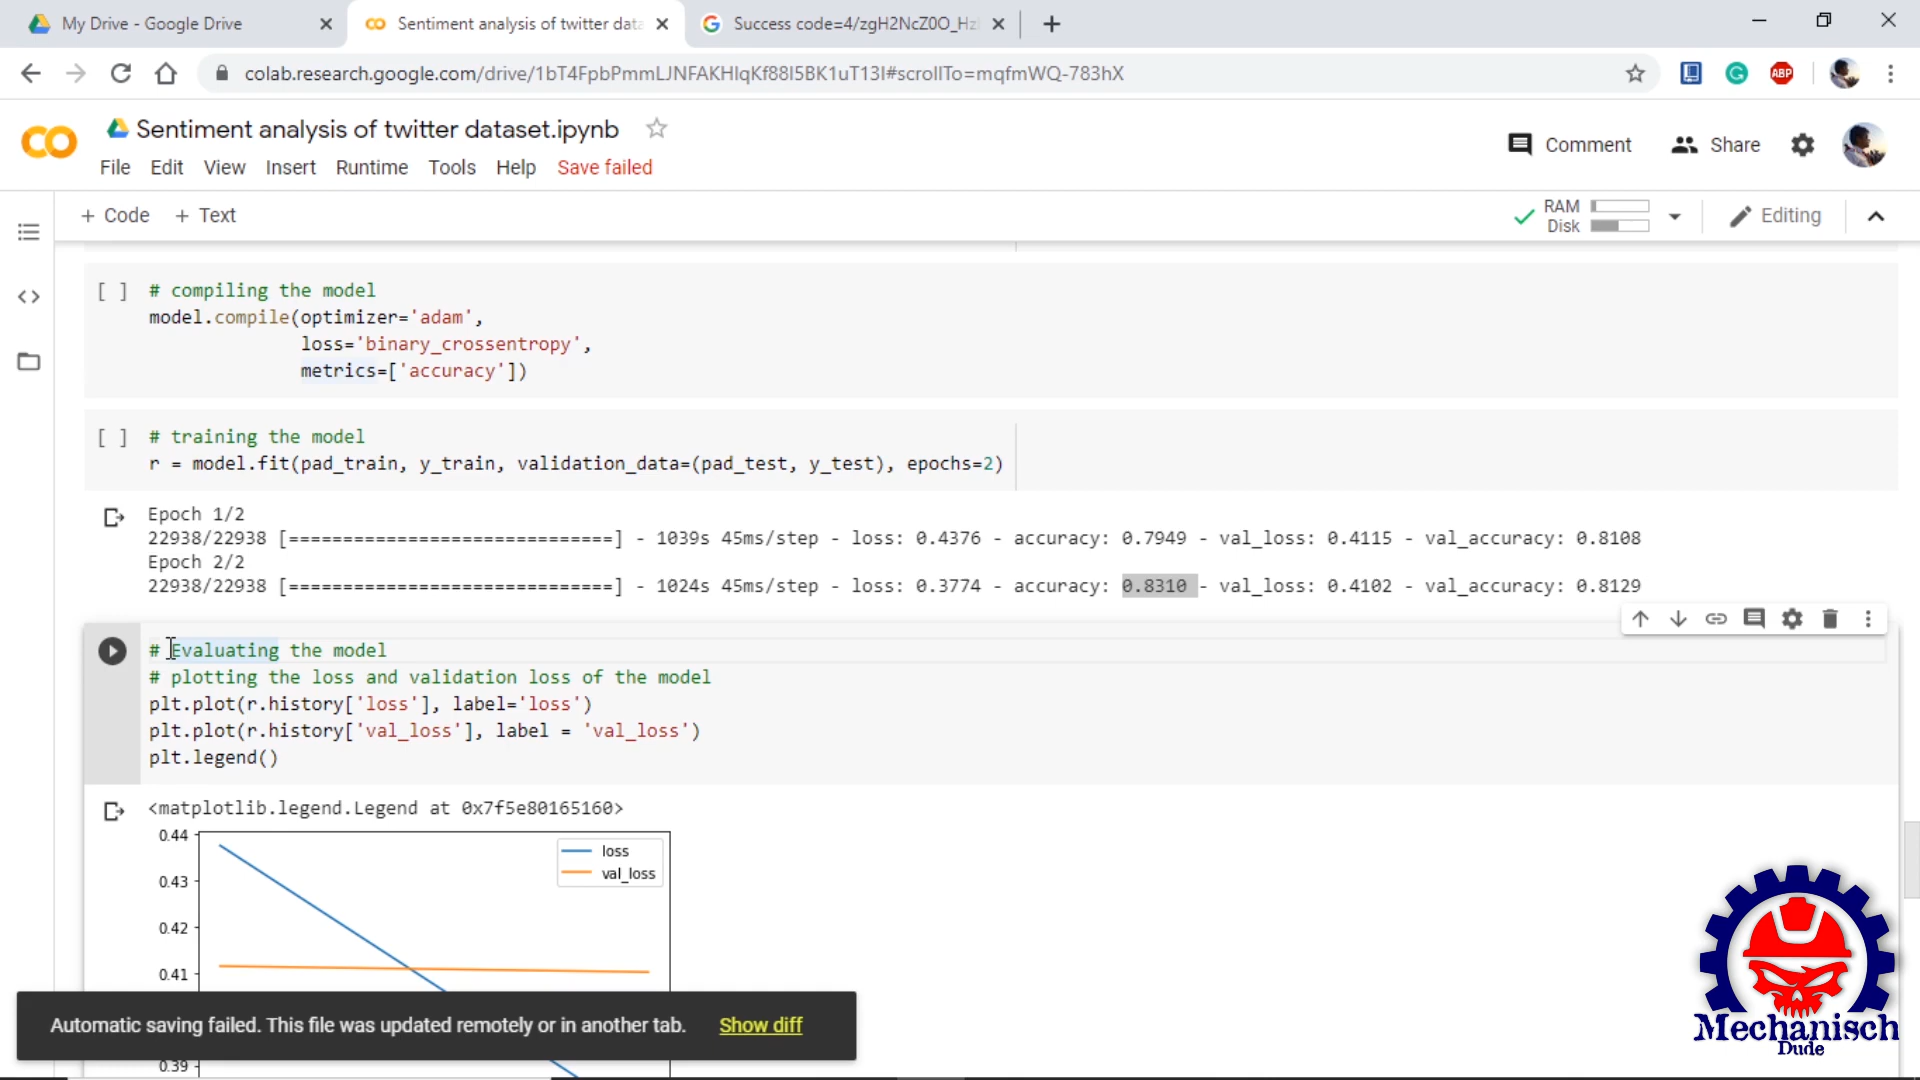 My Drive - Google Drive
Sentiment analysis of twitter data
Success code=4/zgH2NcZ0O_Hz
colab.research.google.com/drive/1bT4FpbPmmLJNFAKHlqKf88I5BK1uT13I#scrollTo=mqfmWQ-783hX
ABP
CO
Sentiment analysis of twitter dataset.ipynb
Comment
Share
File Edit View Insert Runtime Tools Help Save failed
+ Code + Text
RAM
Disk
Editing
[ ] # compiling the model
model.compile(optimizer='adam',
loss='binary_crossentropy',
metrics=['accuracy'])
[ ] # training the model
r = model.fit(pad_train, y_train, validation_data=(pad_test, y_test), epochs=2)
Epoch 1/2
22938/22938 [==============================] - 1039s 45ms/step - loss: 0.4376 - accuracy: 0.7949 - val_loss: 0.4115 - val_accuracy: 0.8108
Epoch 2/2
22938/22938 [==============================] - 1024s 45ms/step - loss: 0.3774 - accuracy: 0.8310 - val_loss: 0.4102 - val_accuracy: 0.8129
# Evaluating the model
# plotting the loss and validation loss of the model
plt.plot(r.history['loss'], label='loss')
plt.plot(r.history['val_loss'], label = 'val_loss')
plt.legend()
<matplotlib.legend.Legend at 0x7f5e80165160>
0.44
loss
val_loss
0.43
0.42
0.41
Automatic saving failed. This file was updated remotely or in another tab. Show diff
0.39
Mechanisch
Dude